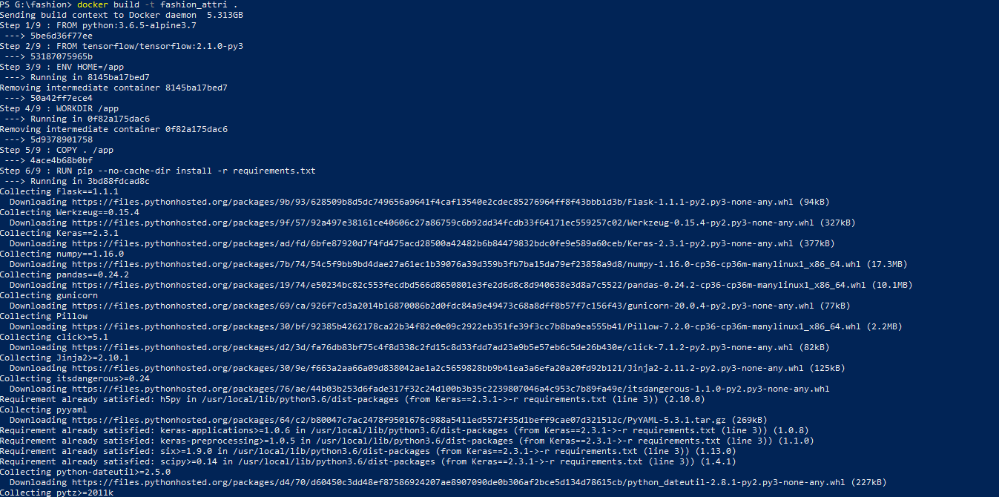 PS G:\fashion> docker build -t fashion_attri .
Sending build context to Docker daemon  5.313GB
Step 1/9 : FROM python:3.6.5-alpine3.7
 ---> 5be6d36f77ee
Step 2/9 : FROM tensorflow/tensorflow:2.1.0-py3
 ---> 53187075965b
Step 3/9 : ENV HOME=/app
 ---> Running in 8145ba17bed7
Removing intermediate container 8145ba17bed7
 ---> 50a42ff7ece4
Step 4/9 : WORKDIR /app
 ---> Running in 0f82a175dac6
Removing intermediate container 0f82a175dac6
 ---> 5d9378901758
Step 5/9 : COPY . /app
 ---> 4ace4b68b0bf
Step 6/9 : RUN pip --no-cache-dir install -r requirements.txt
 ---> Running in 3bd88fdcad8c
Collecting Flask==1.1.1
  Downloading https://files.pythonhosted.org/packages/9b/93/628509b8d5dc749656a9641f4caf13540e2cdec85276964ff8f43bbb1d3b/Flask-1.1.1-py2.py3-none-any.whl (94kB)
Collecting Werkzeug==0.15.4
  Downloading https://files.pythonhosted.org/packages/9f/57/92a497e38161ce40606c27a86759c6b92dd34fcdb33f64171ec559257c02/Werkzeug-0.15.4-py2.py3-none-any.whl (327kB)
Collecting Keras==2.3.1
  Downloading https://files.pythonhosted.org/packages/ad/fd/6bfe87920d7f4fd475acd28500a42482b6b84479832bdc0fe9e589a60ceb/Keras-2.3.1-py2.py3-none-any.whl (377kB)
Collecting numpy==1.16.0
  Downloading https://files.pythonhosted.org/packages/7b/74/54c5f9bb9bd4dae27a61ec1b39076a39d359b3fb7ba15da79ef23858a9d8/numpy-1.16.0-cp36-cp36m-manylinux1_x86_64.whl (17.3MB)
Collecting pandas==0.24.2
  Downloading https://files.pythonhosted.org/packages/19/74/e50234bc82c553fecdbd566d8650801e3fe2d6d8c8d940638e3d8a7c5522/pandas-0.24.2-cp36-cp36m-manylinux1_x86_64.whl (10.1MB)
Collecting gunicorn
  Downloading https://files.pythonhosted.org/packages/69/ca/926f7cd3a2014b16870086b2d0fdc84a9e49473c68a8dff8b57f7c156f43/gunicorn-20.0.4-py2.py3-none-any.whl (77kB)
Collecting Pillow
  Downloading https://files.pythonhosted.org/packages/30/bf/92385b4262178ca22b34f82e0e09c2922eb351fe39f3cc7b8ba9ea555b41/Pillow-7.2.0-cp36-cp36m-manylinux1_x86_64.whl (2.2MB)
Collecting click>=5.1
  Downloading https://files.pythonhosted.org/packages/d2/3d/fa76db83bf75c4f8d338c2fd15c8d33fdd7ad23a9b5e57eb6c5de26b430e/click-7.1.2-py2.py3-none-any.whl (82kB)
Collecting Jinja2>=2.10.1
  Downloading https://files.pythonhosted.org/packages/30/9e/f663a2aa66a09d838042ae1a2c5659828bb9b41ea3a6efa20a20fd92b121/Jinja2-2.11.2-py2.py3-none-any.whl (125kB)
Collecting itsdangerous>=0.24
  Downloading https://files.pythonhosted.org/packages/76/ae/44b03b253d6fade317f32c24d100b3b35c2239807046a4c953c7b89fa49e/itsdangerous-1.1.0-py2.py3-none-any.whl
Requirement already satisfied: h5py in /usr/local/lib/python3.6/dist-packages (from Keras==2.3.1->-r requirements.txt (line 3)) (2.10.0)
Collecting pyyaml
  Downloading https://files.pythonhosted.org/packages/64/c2/b80047c7ac2478f9501676c988a5411ed5572f35d1beff9cae07d321512c/PyYAML-5.3.1.tar.gz (269kB)
Requirement already satisfied: keras-applications>=1.0.6 in /usr/local/lib/python3.6/dist-packages (from Keras==2.3.1->-r requirements.txt (line 3)) (1.0.8)
Requirement already satisfied: keras-preprocessing>=1.0.5 in /usr/local/lib/python3.6/dist-packages (from Keras==2.3.1->-r requirements.txt (line 3)) (1.1.0)
Requirement already satisfied: six>=1.9.0 in /usr/local/lib/python3.6/dist-packages (from Keras==2.3.1->-r requirements.txt (line 3)) (1.13.0)
Requirement already satisfied: scipy>=0.14 in /usr/local/lib/python3.6/dist-packages (from Keras==2.3.1->-r requirements.txt (line 3)) (1.4.1)
Collecting python-dateutil>=2.5.0
  Downloading https://files.pythonhosted.org/packages/d4/70/d60450c3dd48ef87586924207ae8907090de0b306af2bce5d134d78615cb/python_dateutil-2.8.1-py2.py3-none-any.whl (227kB)
Collecting pytz>=2011k